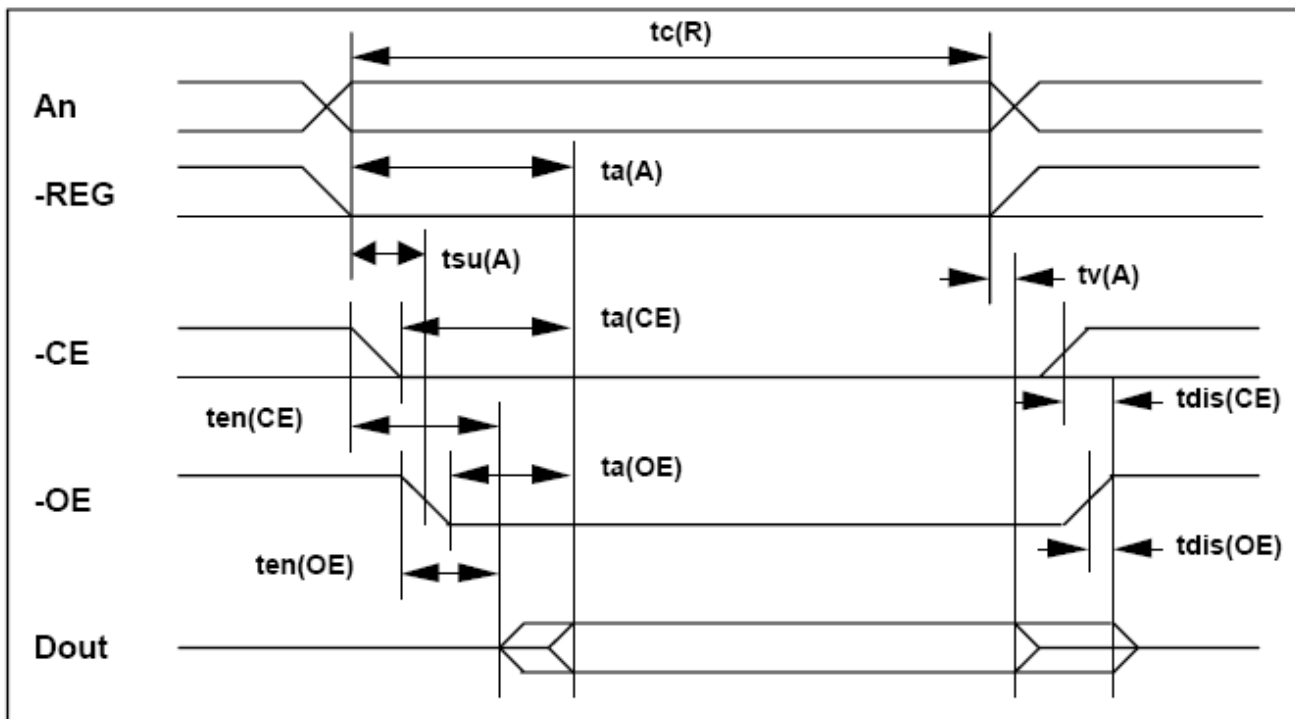 tc(R)
An
ta(A)
-REG
tsu(A)
tv(A)
ta(CE)
-CE
tdis(CE)
ten(CE)
ta(OE)
-OE
tdis(OE)
ten(OE)
Dout